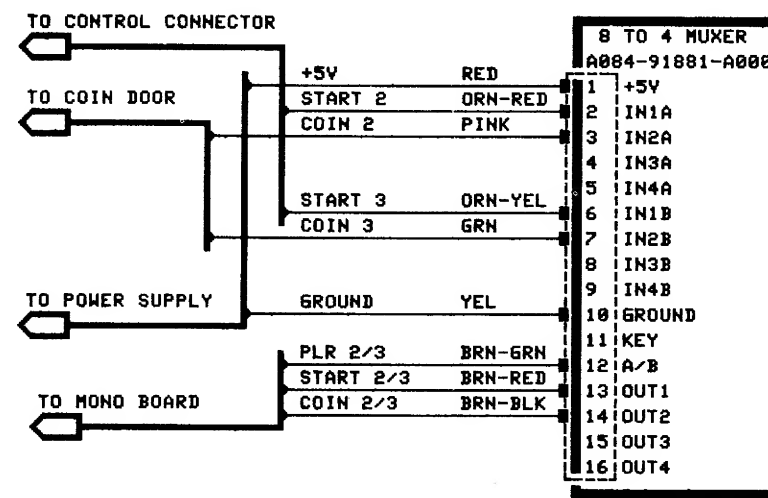 TO CONTROL CONNECTOR
8 TO 4 MUXER
A084-91881-A000
+5V RED 1 +5V
TO COIN DOOR
START 2 ORN-RED 2 IN1A
COIN 2 PINK 3 IN2A
4 IN3A
5 IN4A
START 3 ORN-YEL 6 IN1B
COIN 3 GRN 7 IN2B
8 IN3B
9 IN4B
TO POWER SUPPLY
GROUND YEL 10 GROUND
11 KEY
PLR 2/3 BRN-GRN 12 A/B
START 2/3 BRN-RED 13 OUT1
TO MONO BOARD
COIN 2/3 BRN-BLK 14 OUT2
15 OUT3
16 OUT4